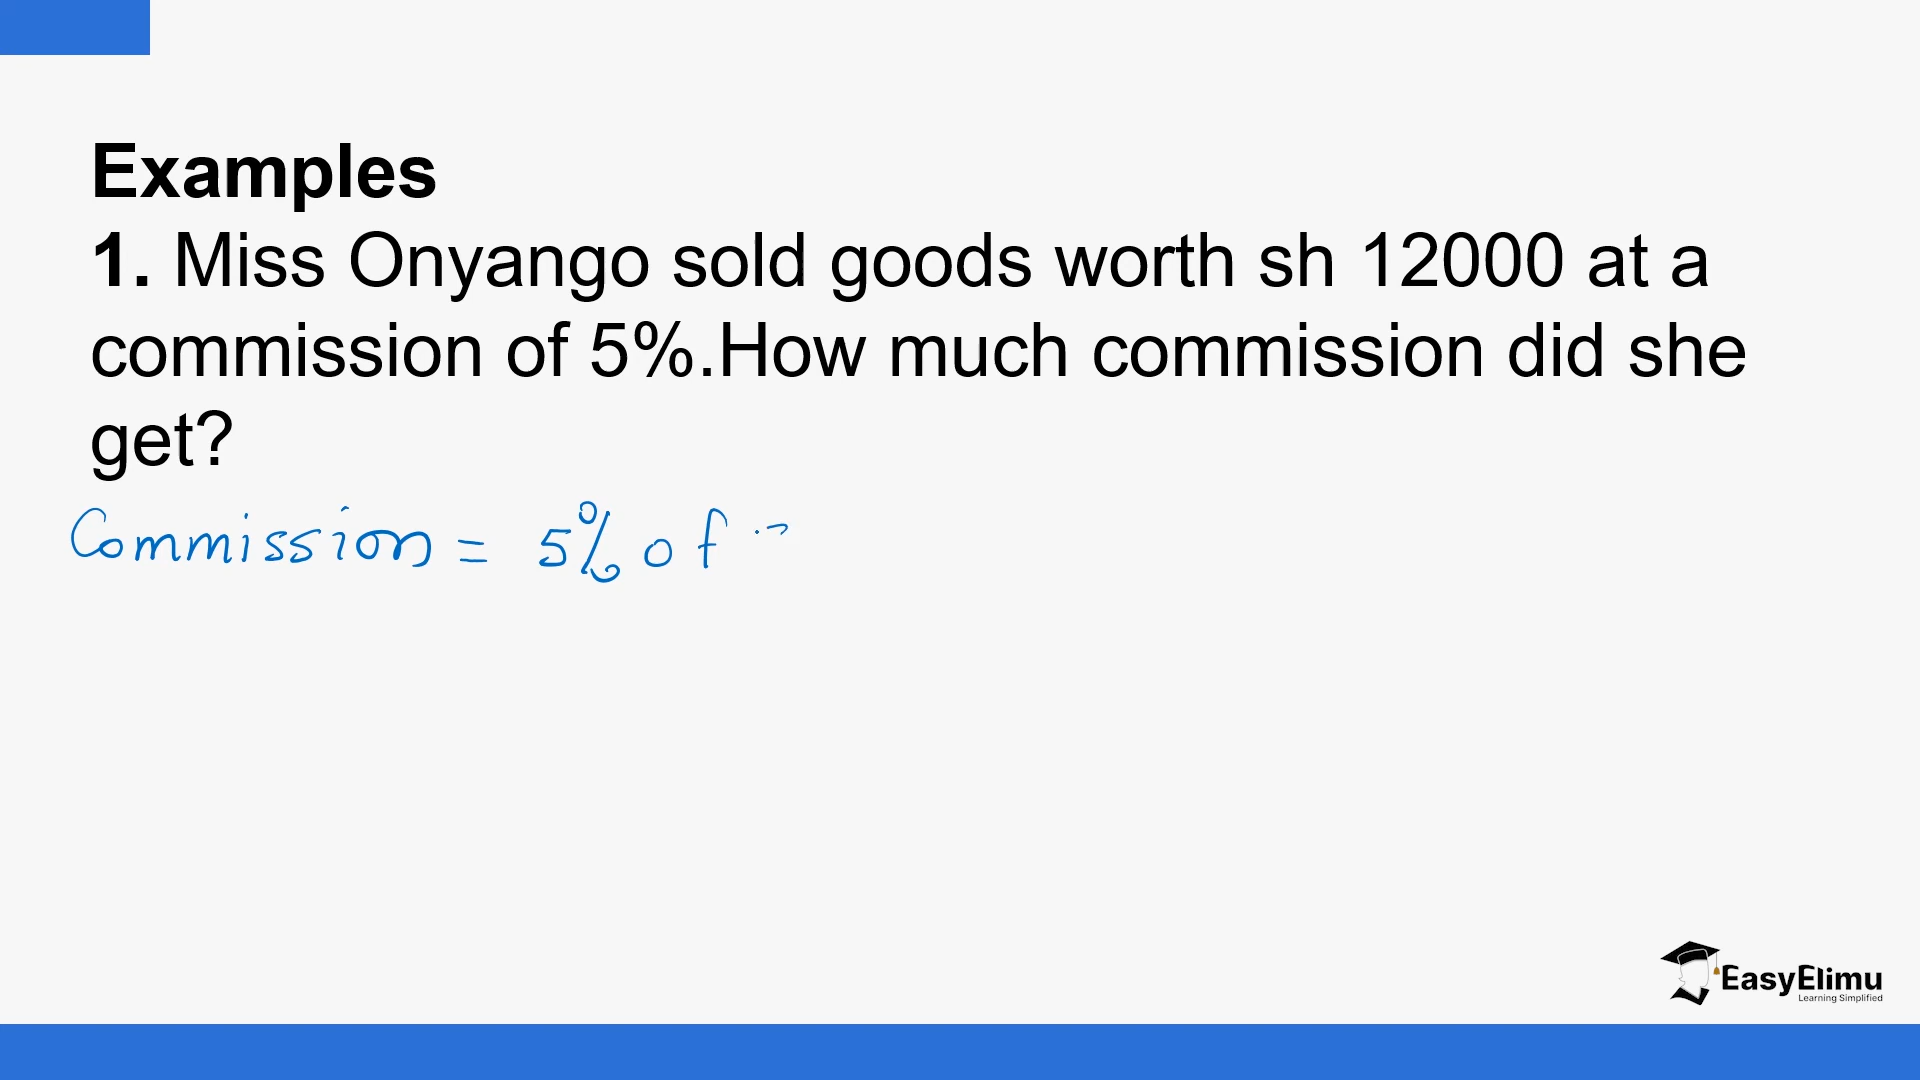 Examples
1. Miss Onyango sold goods worth sh 12000 at a
commission of 5%.How much commission did she
get?
Commission = 5% of
EasyElimu
Learning Simplified